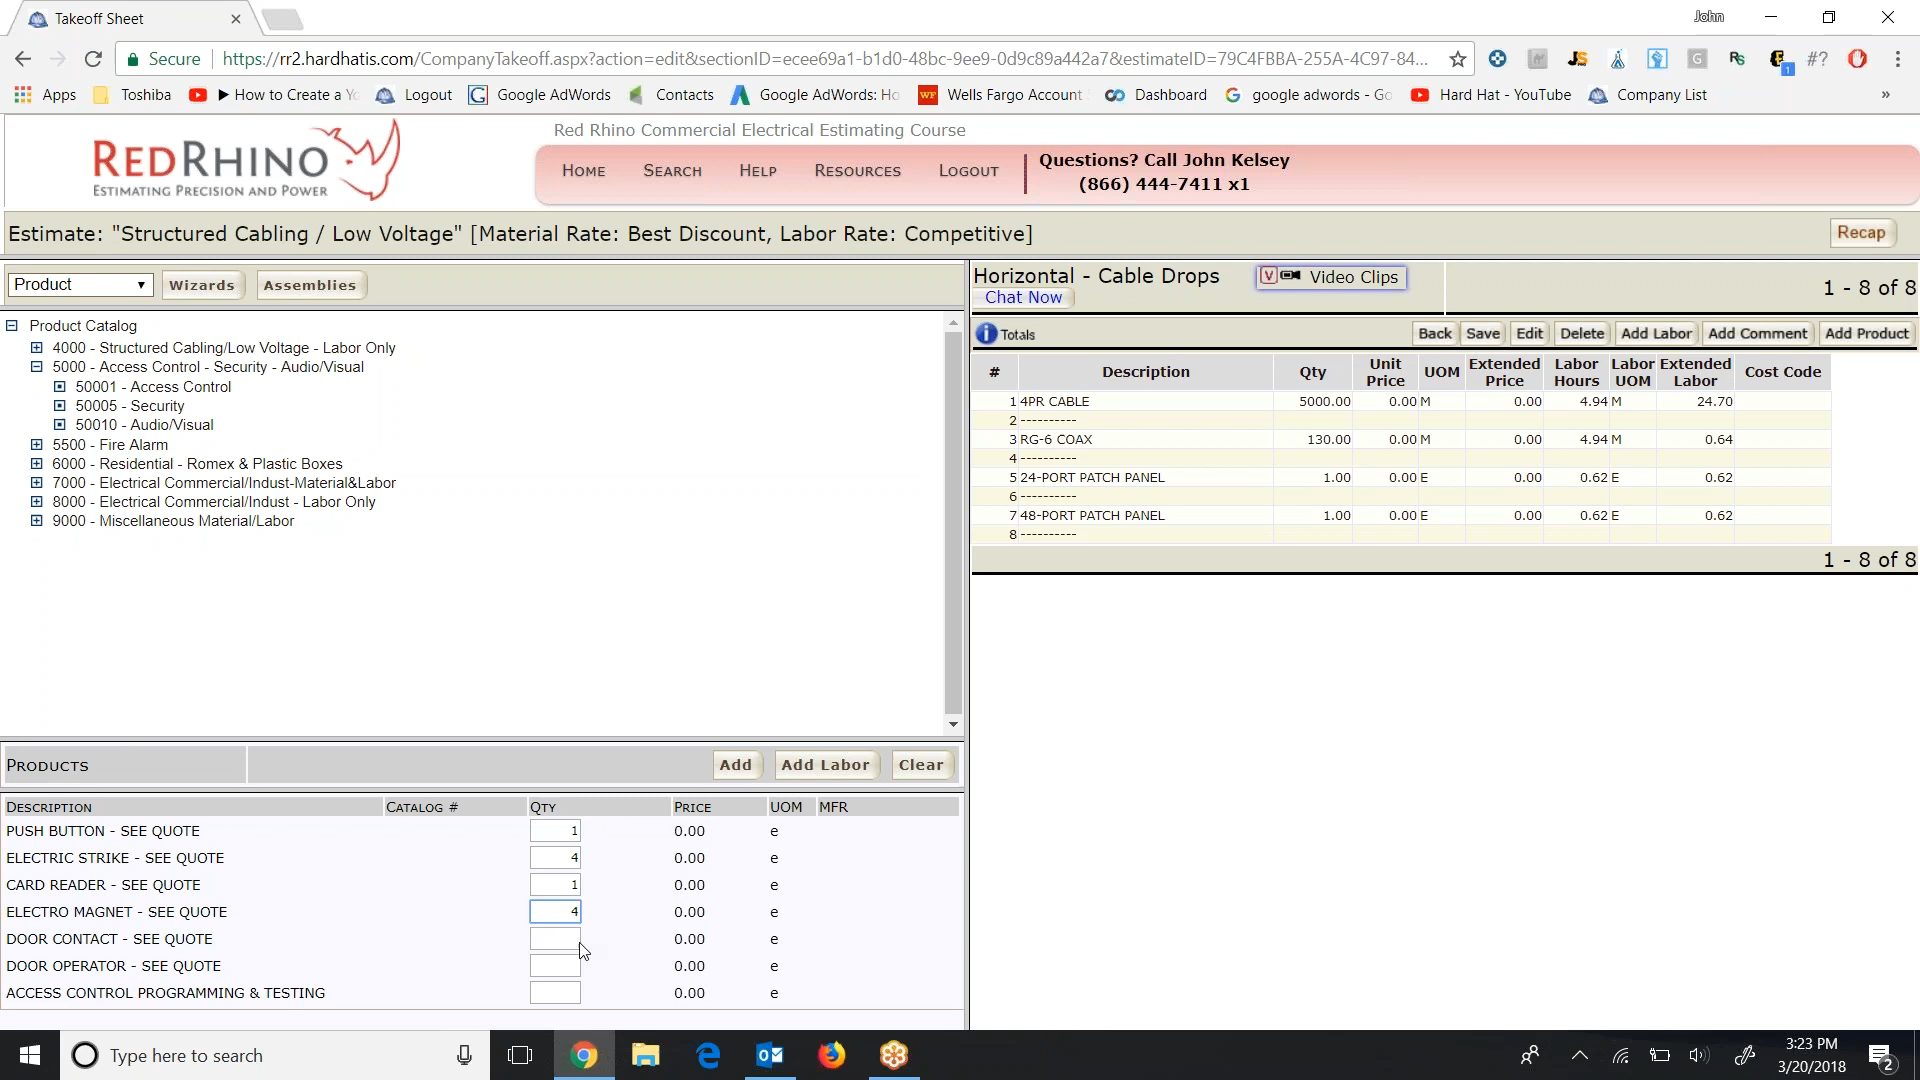 Takeoff Sheet
John
Secure
https://rr2.hardhatis.com/CompanyTakeoff.aspx?action=edit&sectionID=ecee69a1-b1d0-48bc-9ee9-0d9c89a442a7&estimateID=79C4FBBA-255A-4C97-84...
Apps Toshiba ▶ How to Create a Yo Logout Google AdWords Contacts Google AdWords: Ho Wells Fargo Account Dashboard google adwords - Go Hard Hat - YouTube Company List »
REDRHINO
ESTIMATING PRECISION AND POWER
Red Rhino Commercial Electrical Estimating Course
HOME SEARCH HELP RESOURCES LOGOUT
Questions? Call John Kelsey
(866) 444-7411 x1
Estimate: "Structured Cabling / Low Voltage" [Material Rate: Best Discount, Labor Rate: Competitive]
Recap
Product Wizards Assemblies
Product Catalog
4000 - Structured Cabling/Low Voltage - Labor Only
5000 - Access Control - Security - Audio/Visual
50001 - Access Control
50005 - Security
50010 - Audio/Visual
5500 - Fire Alarm
6000 - Residential - Romex & Plastic Boxes
7000 - Electrical Commercial/Indust-Material&Labor
8000 - Electrical Commercial/Indust - Labor Only
9000 - Miscellaneous Material/Labor
PRODUCTS
Add Add Labor Clear
DESCRIPTION CATALOG # QTY PRICE UOM MFR
PUSH BUTTON - SEE QUOTE 1 0.00 e
ELECTRIC STRIKE - SEE QUOTE 4 0.00 e
CARD READER - SEE QUOTE 1 0.00 e
ELECTRO MAGNET - SEE QUOTE 4 0.00 e
DOOR CONTACT - SEE QUOTE 0.00 e
DOOR OPERATOR - SEE QUOTE 0.00 e
ACCESS CONTROL PROGRAMMING & TESTING 0.00 e
Horizontal - Cable Drops
V Video Clips
Chat Now
1 - 8 of 8
Totals
Back Save Edit Delete Add Labor Add Comment Add Product
# Description Qty Unit Price UOM Extended Price Labor Hours Labor UOM Extended Labor Cost Code
1 4PR CABLE 5000.00 0.00 M 0.00 4.94 M 24.70
2 ----------
3 RG-6 COAX 130.00 0.00 M 0.00 4.94 M 0.64
4 ----------
5 24-PORT PATCH PANEL 1.00 0.00 E 0.00 0.62 E 0.62
6 ----------
7 48-PORT PATCH PANEL 1.00 0.00 E 0.00 0.62 E 0.62
8 ----------
1 - 8 of 8
Type here to search
3:23 PM
3/20/2018
2